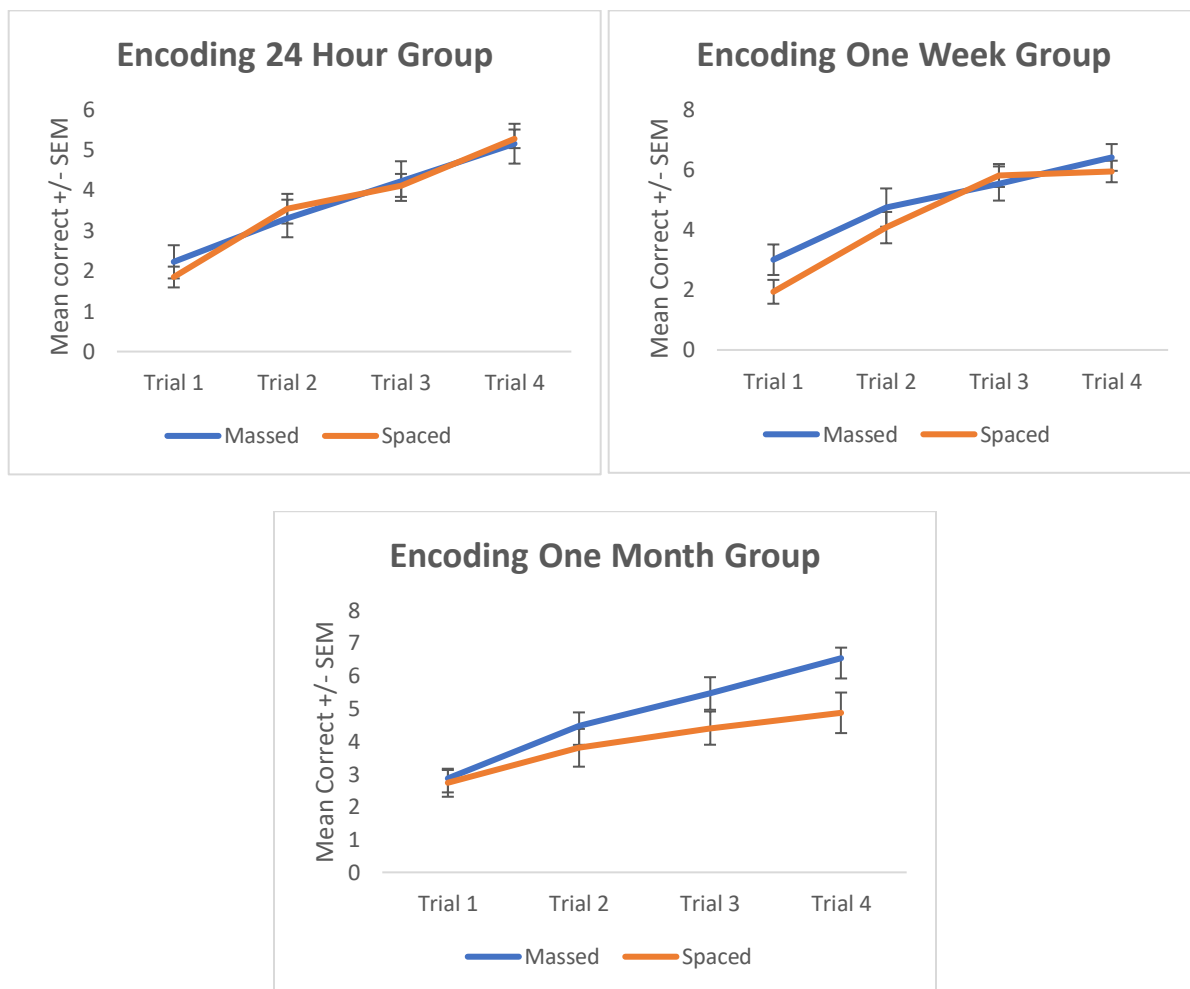 Encoding 24 Hour Group
Mean correct +/- SEM
6
5
4
3
2
1
0
Trial 1 Trial 2 Trial 3 Trial 4
Massed Spaced
Encoding One Week Group
Mean Correct +/- SEM
8
6
4
2
0
Trial 1 Trial 2 Trial 3 Trial 4
Massed Spaced
Encoding One Month Group
Mean Correct +/- SEM
8
7
6
5
4
3
2
1
0
Trial 1 Trial 2 Trial 3 Trial 4
Massed Spaced